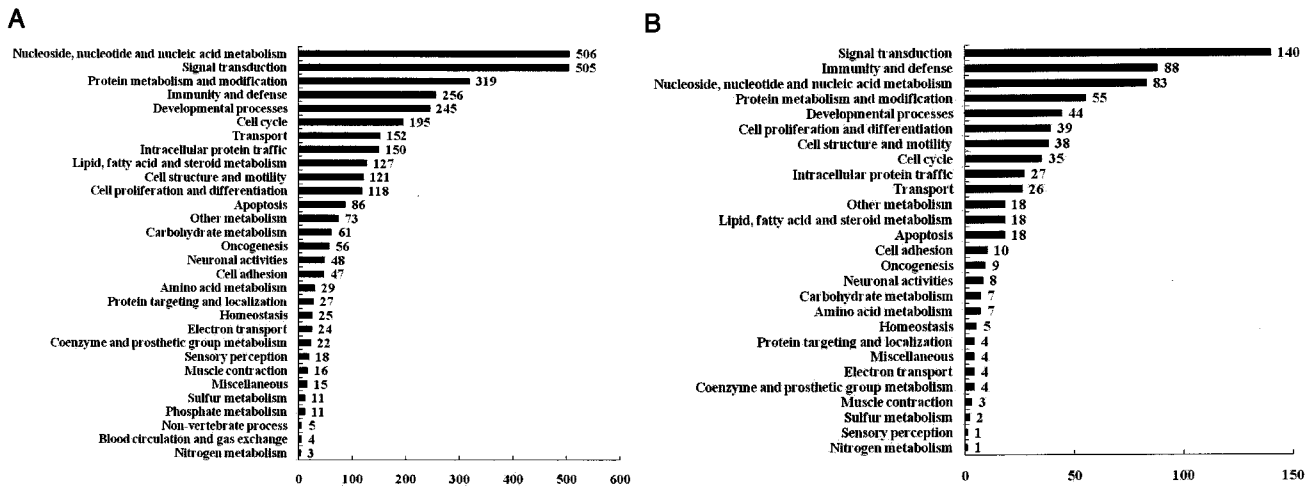 A
Nucleoside, nucleotide and nucleic acid metabolism 506
Signal transduction 505
Protein metabolism and modification 319
Immunity and defense 256
Developmental processes 245
Cell cycle 195
Transport 152
Intracellular protein traffic 150
Lipid, fatty acid and steroid metabolism 127
Cell structure and motility 121
Cell proliferation and differentiation 118
Apoptosis 86
Other metabolism 73
Carbohydrate metabolism 61
Oncogenesis 56
Neuronal activities 48
Cell adhesion 47
Amino acid metabolism 29
Protein targeting and localization 27
Homeostasis 25
Electron transport 24
Coenzyme and prosthetic group metabolism 22
Sensory perception 18
Muscle contraction 16
Miscellaneous 15
Sulfur metabolism 11
Phosphate metabolism 11
Non-vertebrate process 5
Blood circulation and gas exchange 4
Nitrogen metabolism 3
0 100 200 300 400 500 600
B
Signal transduction 140
Immunity and defense 88
Nucleoside, nucleotide and nucleic acid metabolism 83
Protein metabolism and modification 55
Developmental processes 44
Cell proliferation and differentiation 39
Cell structure and motility 38
Cell cycle 35
Intracellular protein traffic 27
Transport 26
Other metabolism 18
Lipid, fatty acid and steroid metabolism 18
Apoptosis 18
Cell adhesion 10
Oncogenesis 9
Neuronal activities 8
Carbohydrate metabolism 7
Amino acid metabolism 7
Homeostasis 5
Protein targeting and localization 4
Miscellaneous 4
Electron transport 4
Coenzyme and prosthetic group metabolism 4
Muscle contraction 3
Sulfur metabolism 2
Sensory perception 1
Nitrogen metabolism 1
0 50 100 150